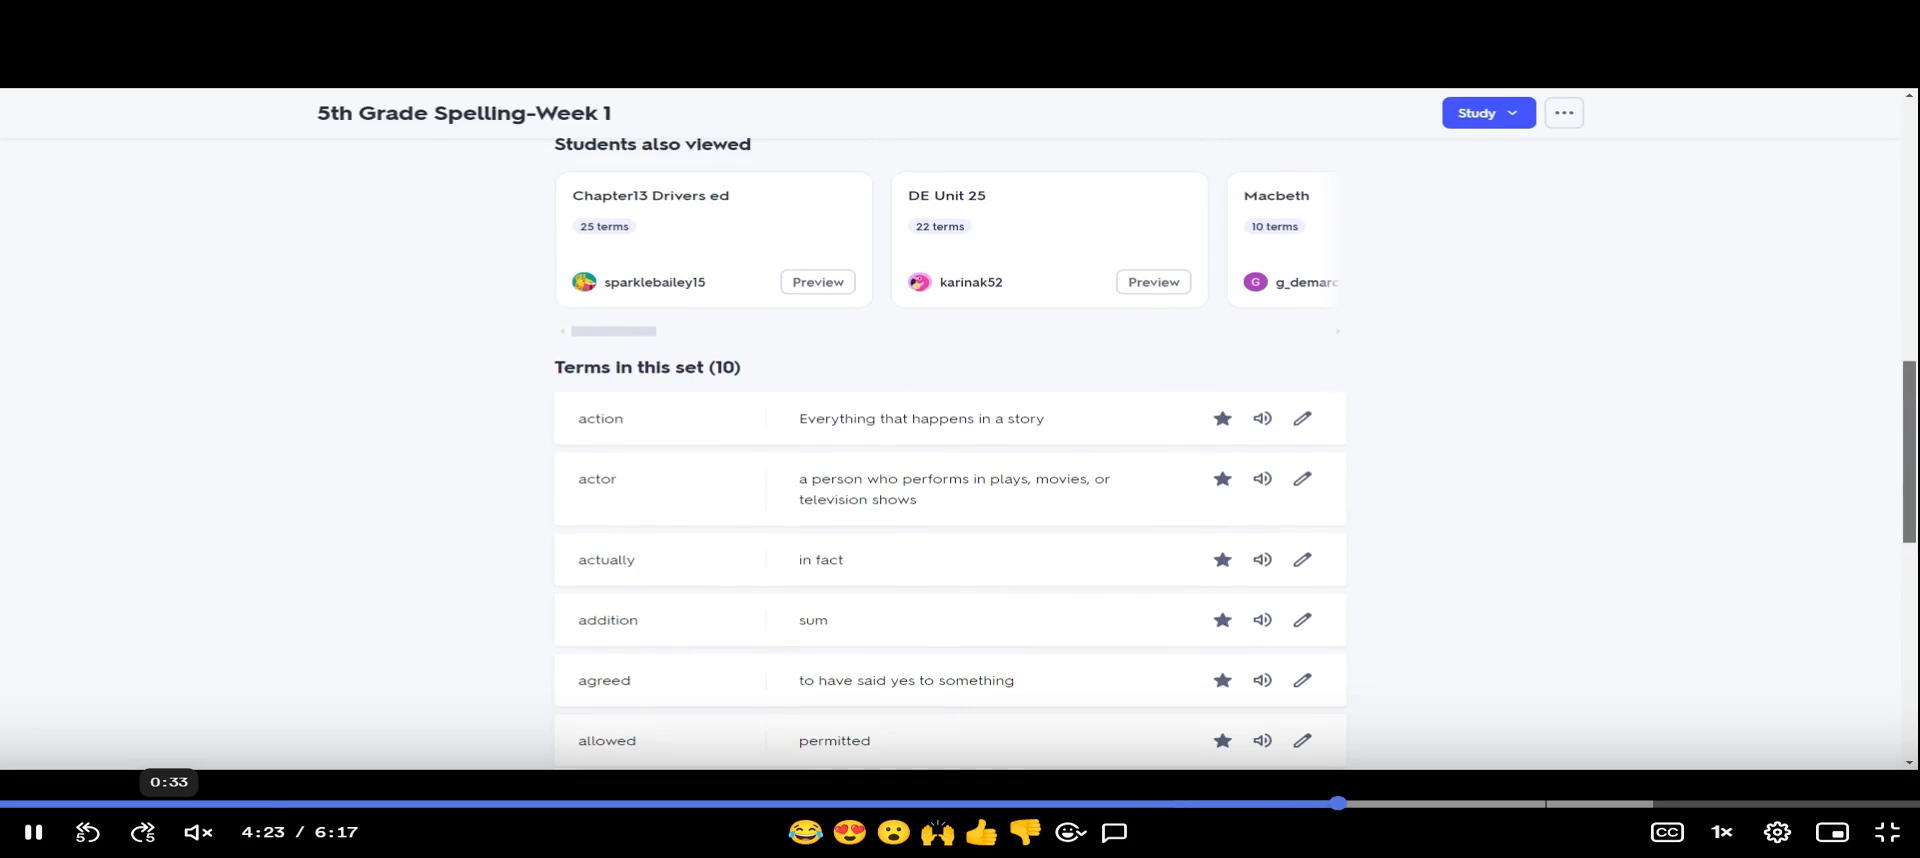 5th Grade Spelling-Week 1
Study
Students also viewed
Chapter13 Drivers ed
25 terms
sparklebailey15
Preview
DE Unit 25
22 terms
karinak52
Preview
Macbeth
10 terms
G
g_demarc
Terms in this set (10)
action
Everything that happens in a story
actor
a person who performs in plays, movies, or
television shows
actually
in fact
addition
sum
agreed
to have said yes to something
allowed
permitted
0:33
5
5
4:23 / 6:17
CC
1x